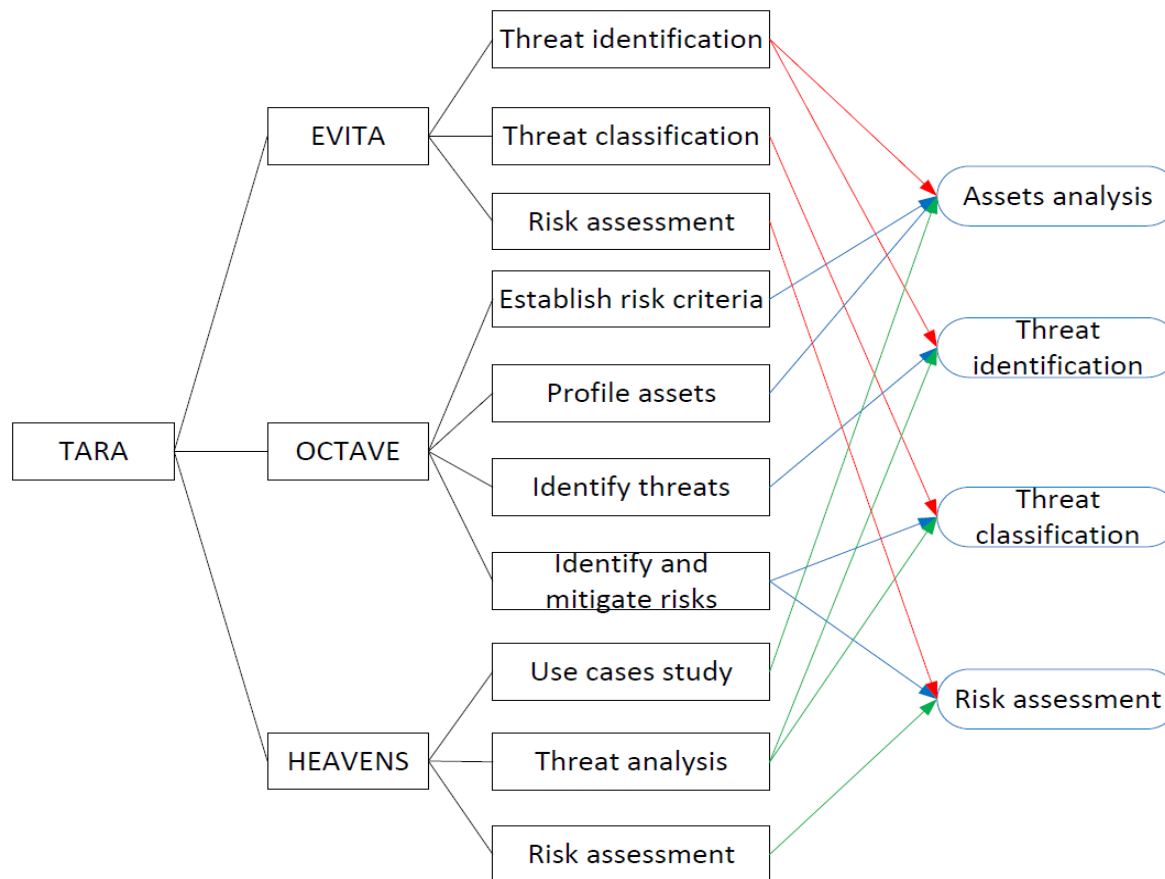 Threat identification
EVITA
Threat classification
Risk assessment
Assets analysis
Establish risk criteria
Threat
identification
Profile assets
TARA
OCTAVE
Identify threats
Threat
classification
Identify and
mitigate risks
Use cases study
Risk assessment
HEAVENS
Threat analysis
Risk assessment